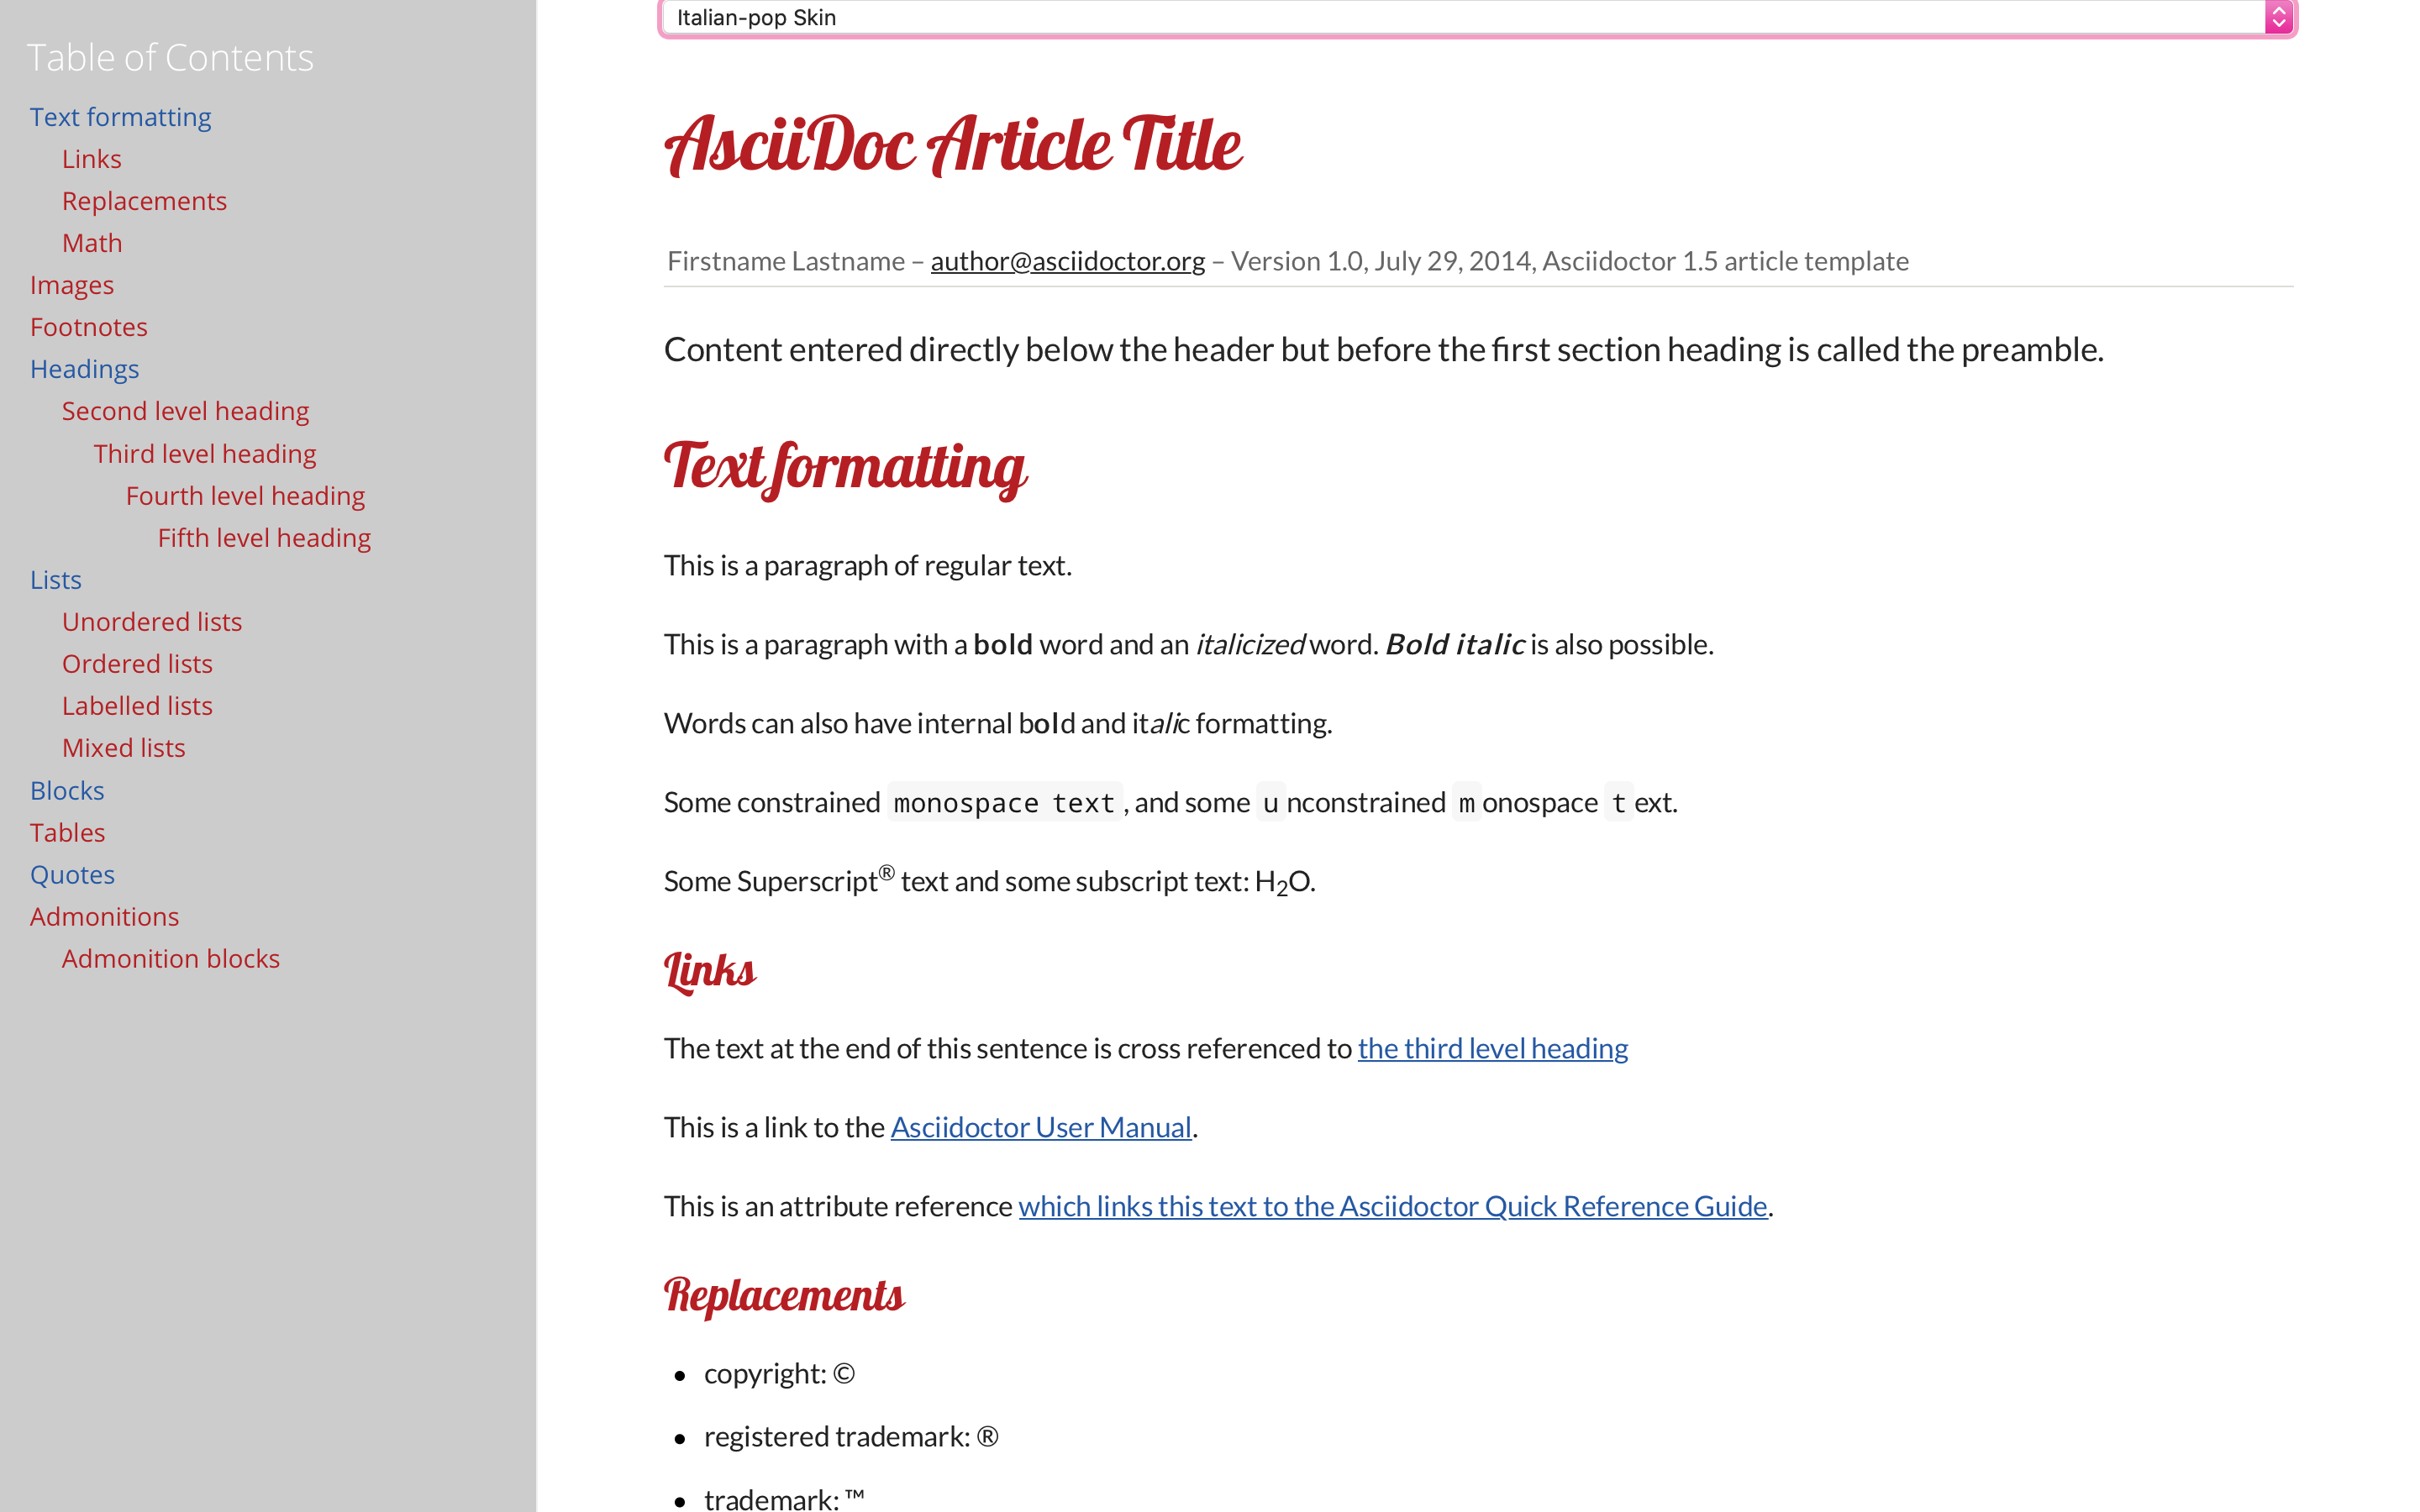 Table of Contents
Text formatting
Links
Replacements
Math
Images
Footnotes
Headings
Second level heading
Third level heading
Fourth level heading
Fifth level heading
Lists
Unordered lists
Ordered lists
Labelled lists
Mixed lists
Blocks
Tables
Quotes
Admonitions
Admonition blocks
Italian-pop Skin
AsciiDoc Article Title
Firstname Lastname – author@asciidoctor.org – Version 1.0, July 29, 2014, Asciidoctor 1.5 article template
Content entered directly below the header but before the first section heading is called the preamble.
Text formatting
This is a paragraph of regular text.
This is a paragraph with a bold word and an italicized word. Bold italic is also possible.
Words can also have internal bold and italic formatting.
Some constrained monospace text, and some unconstrained monospace text.
Some Superscript® text and some subscript text: H₂O.
Links
The text at the end of this sentence is cross referenced to the third level heading
This is a link to the Asciidoctor User Manual.
This is an attribute reference which links this text to the Asciidoctor Quick Reference Guide.
Replacements
• copyright: ©
• registered trademark: ®
• trademark: ™